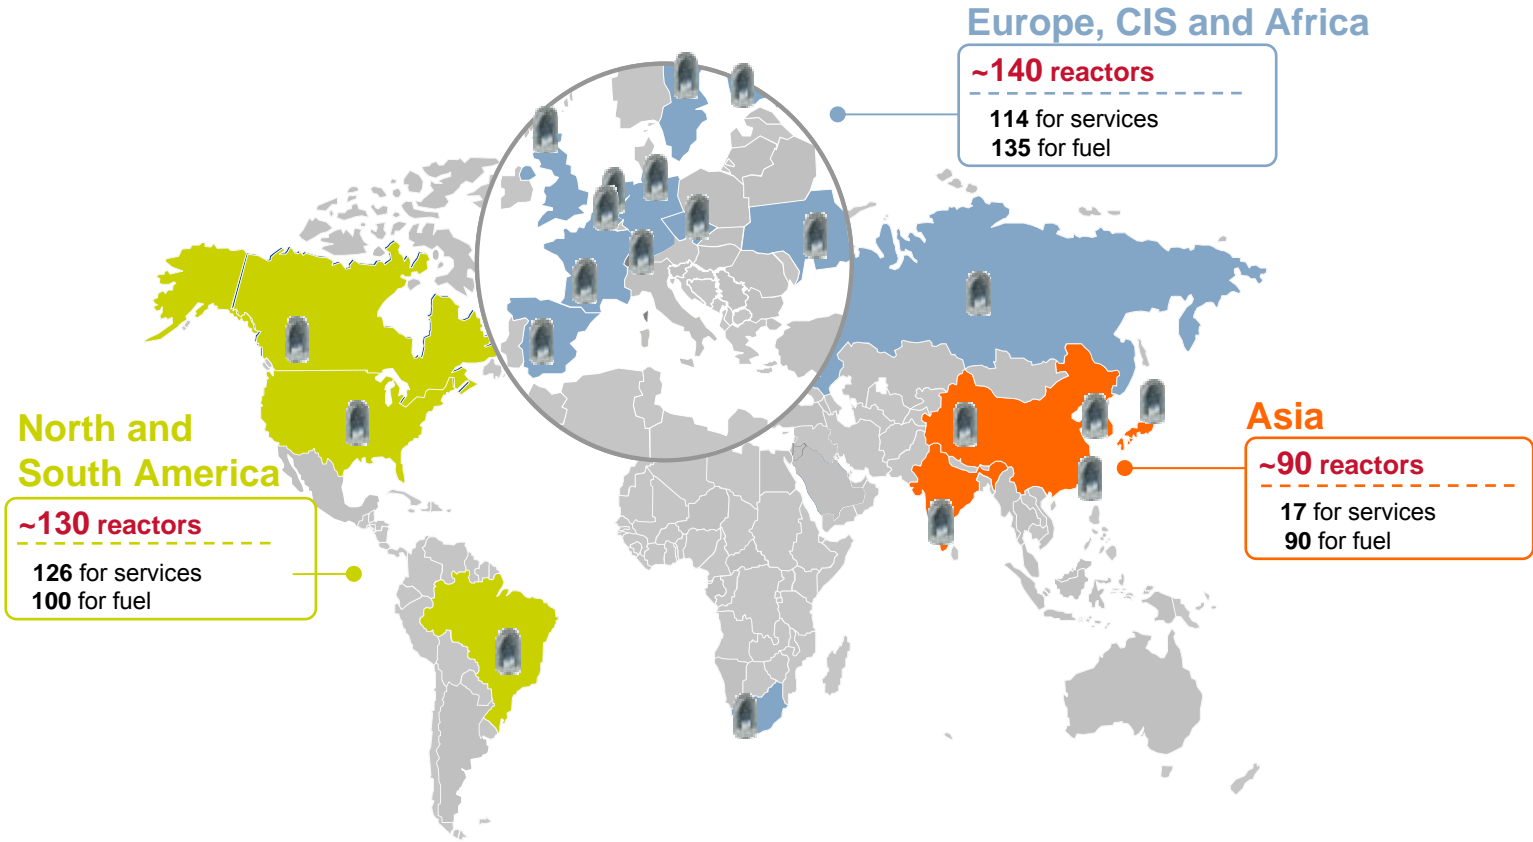 Europe, CIS and Africa
~140 reactors
114 for services
135 for fuel
North and
South America
~130 reactors
126 for services
100 for fuel
Asia
~90 reactors
17 for services
90 for fuel